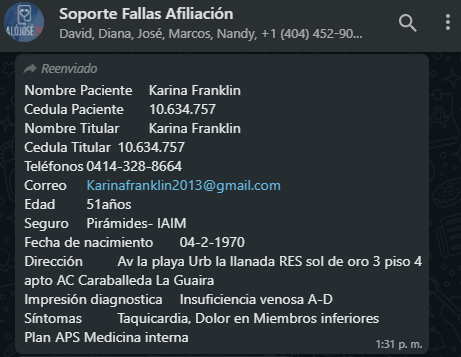 Soporte Fallas Afiliación
David, Diana, José, Marcos, Nandy, +1 (404) 452-90...
Reenviado
Nombre Paciente Karina Franklin
Cedula Paciente 10.634.757
Nombre Titular Karina Franklin
Cedula Titular 10.634.757
Teléfonos 0414-328-8664
Correo Karinafranklin2013@gmail.com
Edad 51años
Seguro Pirámides- IAIM
Fecha de nacimiento 04-2-1970
Dirección Av la playa Urb la llanada RES sol de oro 3 piso 4
apto AC Caraballeda La Guaira
Impresión diagnostica Insuficiencia venosa A-D
Síntomas Taquicardia, Dolor en Miembros inferiores
Plan APS Medicina interna
1:31 p. m.